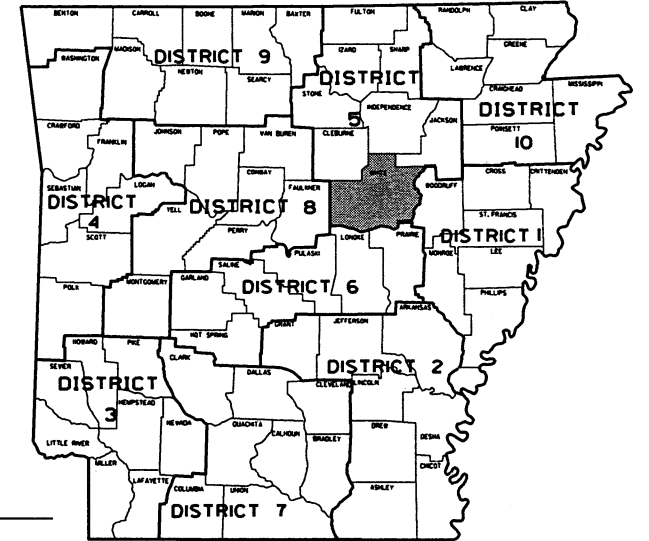 BENTON CARROLL BOONE MARION BAXTER FULTON RANDOLPH CLAY
WASHINGTON MADISON DISTRICT 9 IZARD SHARP GREENE
NEWTON SEARCY STONE DISTRICT LAWRENCE
CRAIGHEAD MISSISSIPPI
5 INDEPENDENCE JACKSON DISTRICT
CRAFORD FRANKLIN JOHNSON POPE VAN BUREN CLEBURNE POINSETT
10
LOGAN CONWAY WHITE CROSS CRITTENDEN
SEBASTIAN YELL FAULKNER WOODRUFF
DISTRICT DISTRICT 8 ST. FRANCIS
4 SCOTT PERRY LONOKE PRAIRIE DISTRICT 1
PULASKI MONROE LEE
SALINE
POLK MONTGOMERY GARLAND DISTRICT 6 PHILLIPS
ARKANSAS
HOT SPRING GRANT JEFFERSON
HOWARD PIKE CLARK
SEVIER DALLAS DISTRICT 2
DISTRICT CLEVELAND LINCOLN
3 HEMPSTEAD
NEVADA OUACHITA CALHOUN DREW
LITTLE RIVER BRADLEY DESHA
MILLER CHICOT
LAFAYETTE COLUMBIA UNION ASHLEY
DISTRICT 7